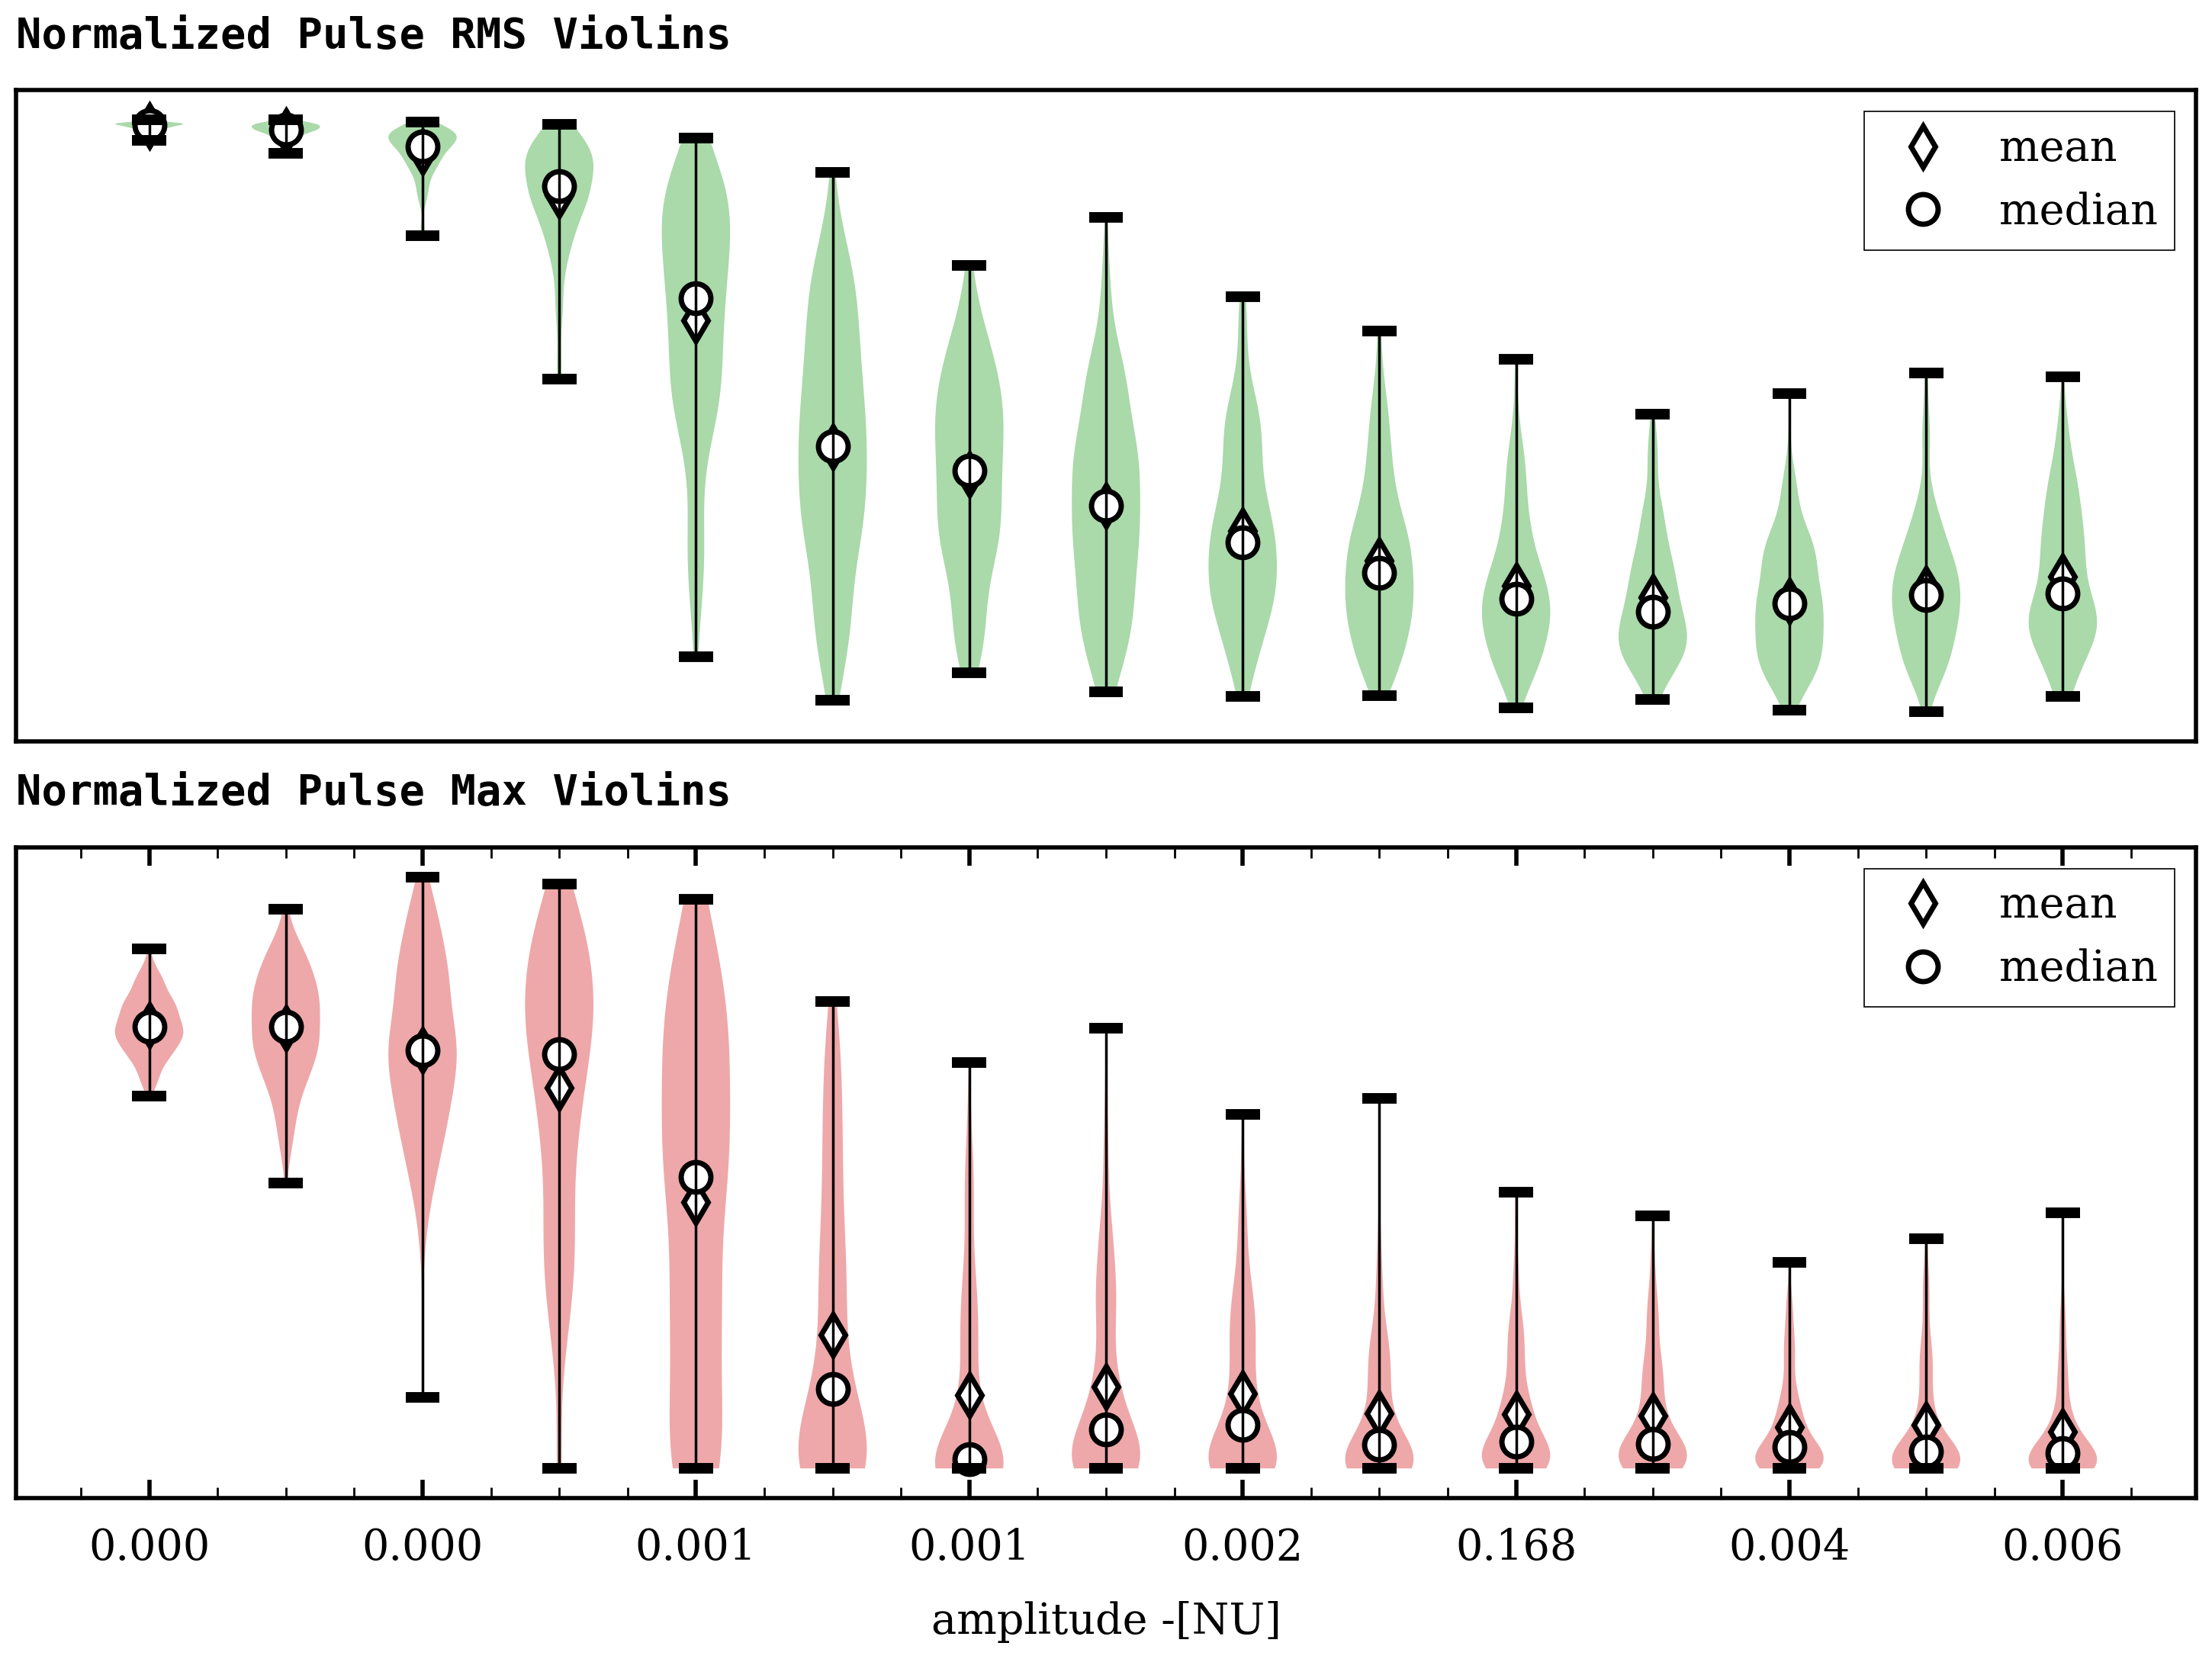 Normalized Pulse RMS Violins
mean
median
Normalized Pulse Max Violins
mean
median
0.000 0.000 0.001 0.001 0.002 0.168 0.004 0.006
amplitude -[NU]